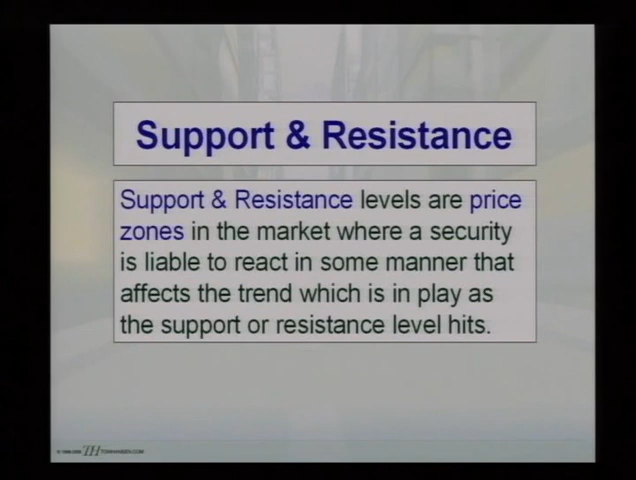 Support & Resistance
Support & Resistance levels are price
zones in the market where a security
is liable to react in some manner that
affects the trend which is in play as
the support or resistance level hits.
TH